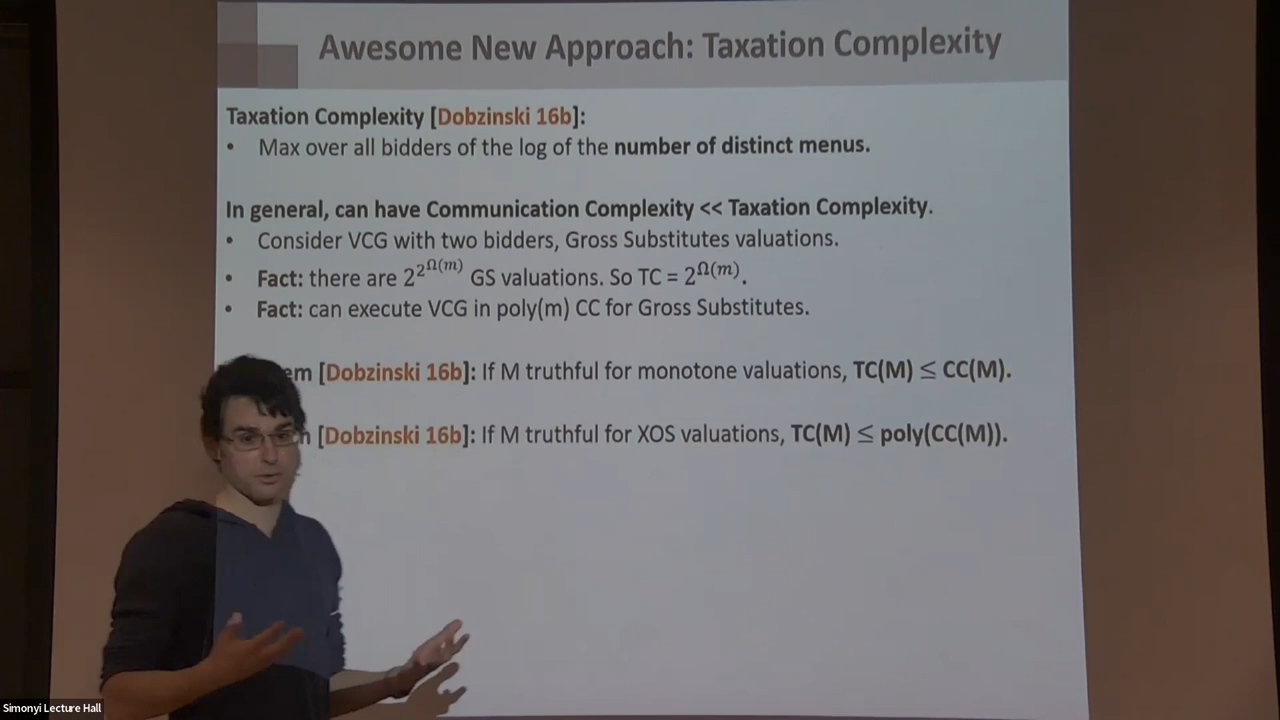 Awesome New Approach: Taxation Complexity
Taxation Complexity [Dobzinski 16b]:
• Max over all bidders of the log of the number of distinct menus.
In general, can have Communication Complexity << Taxation Complexity.
• Consider VCG with two bidders, Gross Substitutes valuations.
• Fact: there are 2^{2^{Ω(m)}} GS valuations. So TC = 2^{Ω(m)}.
• Fact: can execute VCG in poly(m) CC for Gross Substitutes.
[Dobzinski 16b]: If M truthful for monotone valuations, TC(M) ≤ CC(M).
[Dobzinski 16b]: If M truthful for XOS valuations, TC(M) ≤ poly(CC(M)).
Simonyi Lecture Hall